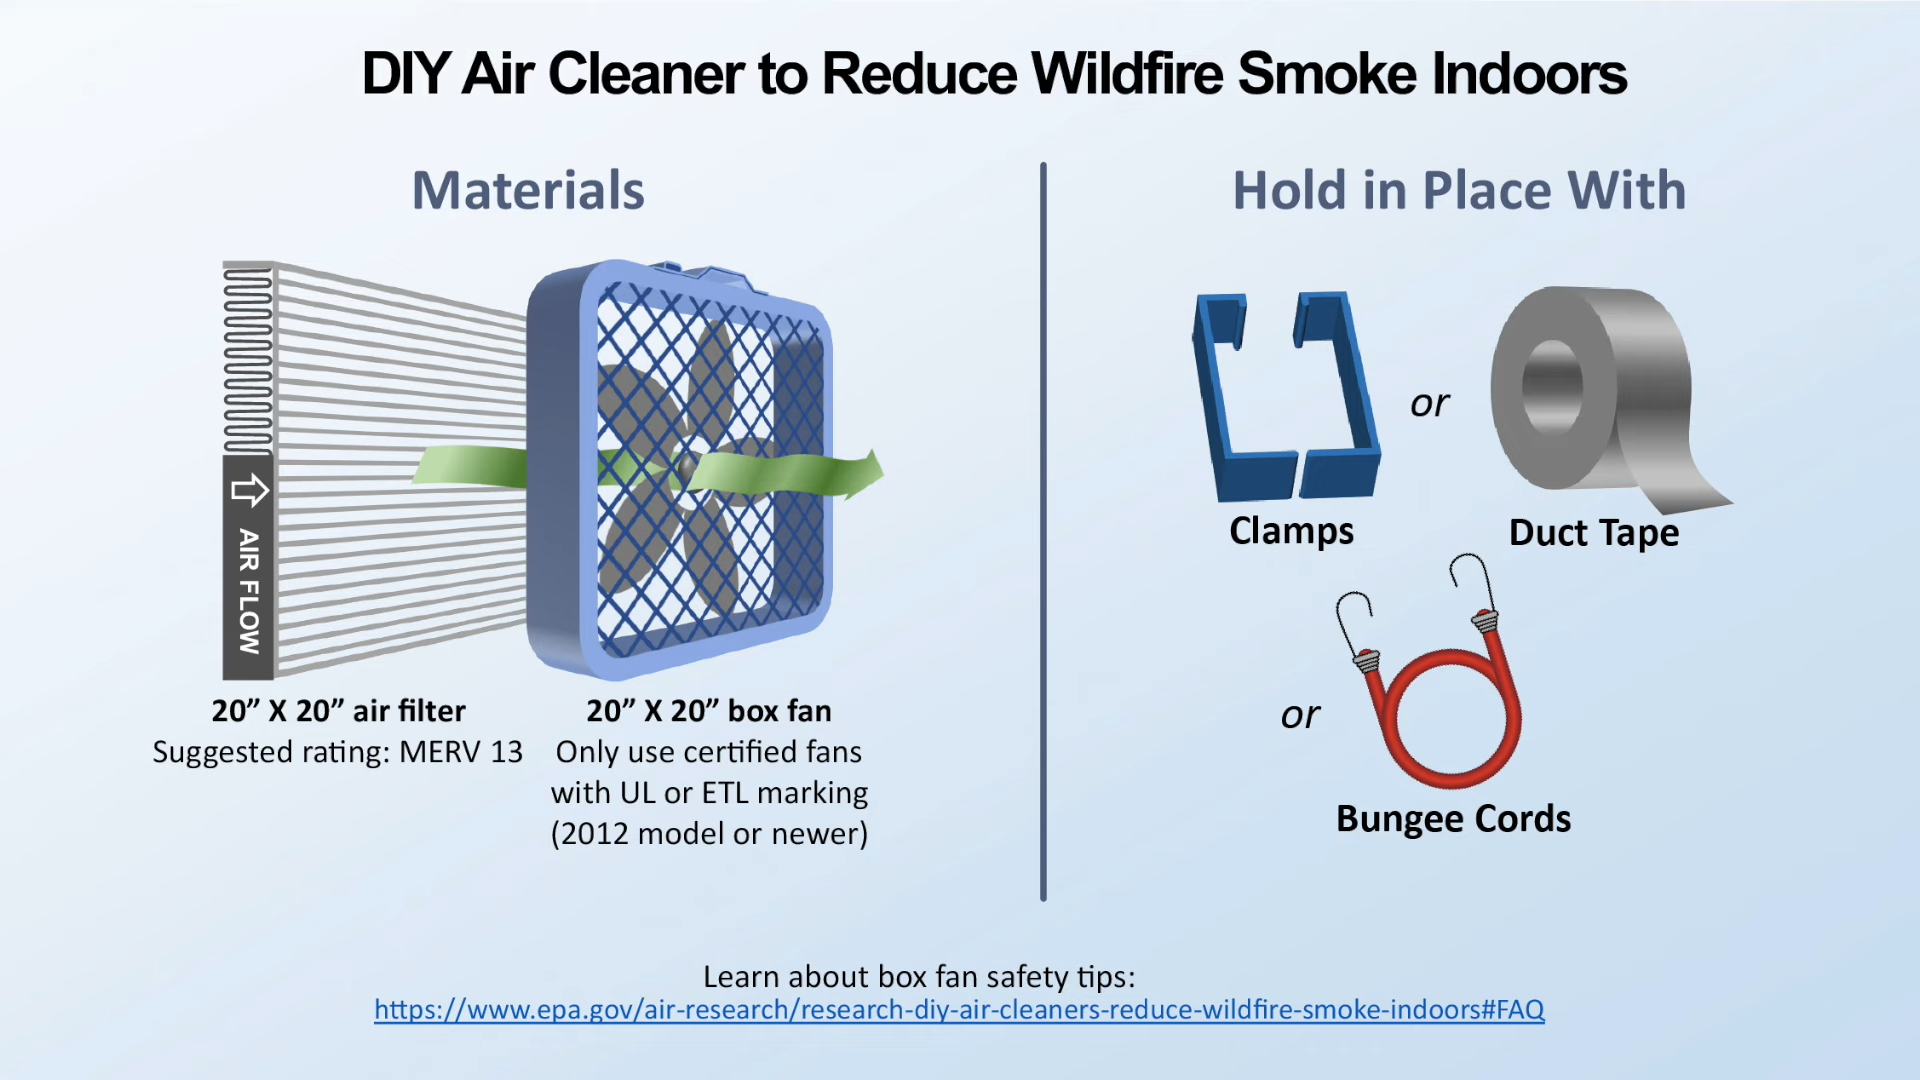 DIY Air Cleaner to Reduce Wildfire Smoke Indoors
Materials
AIR FLOW
20” X 20” air filter
Suggested rating: MERV 13
20” X 20” box fan
Only use certified fans
with UL or ETL marking
(2012 model or newer)
Hold in Place With
Clamps
or
Duct Tape
or
Bungee Cords
Learn about box fan safety tips:
https://www.epa.gov/air-research/research-diy-air-cleaners-reduce-wildfire-smoke-indoors#FAQ